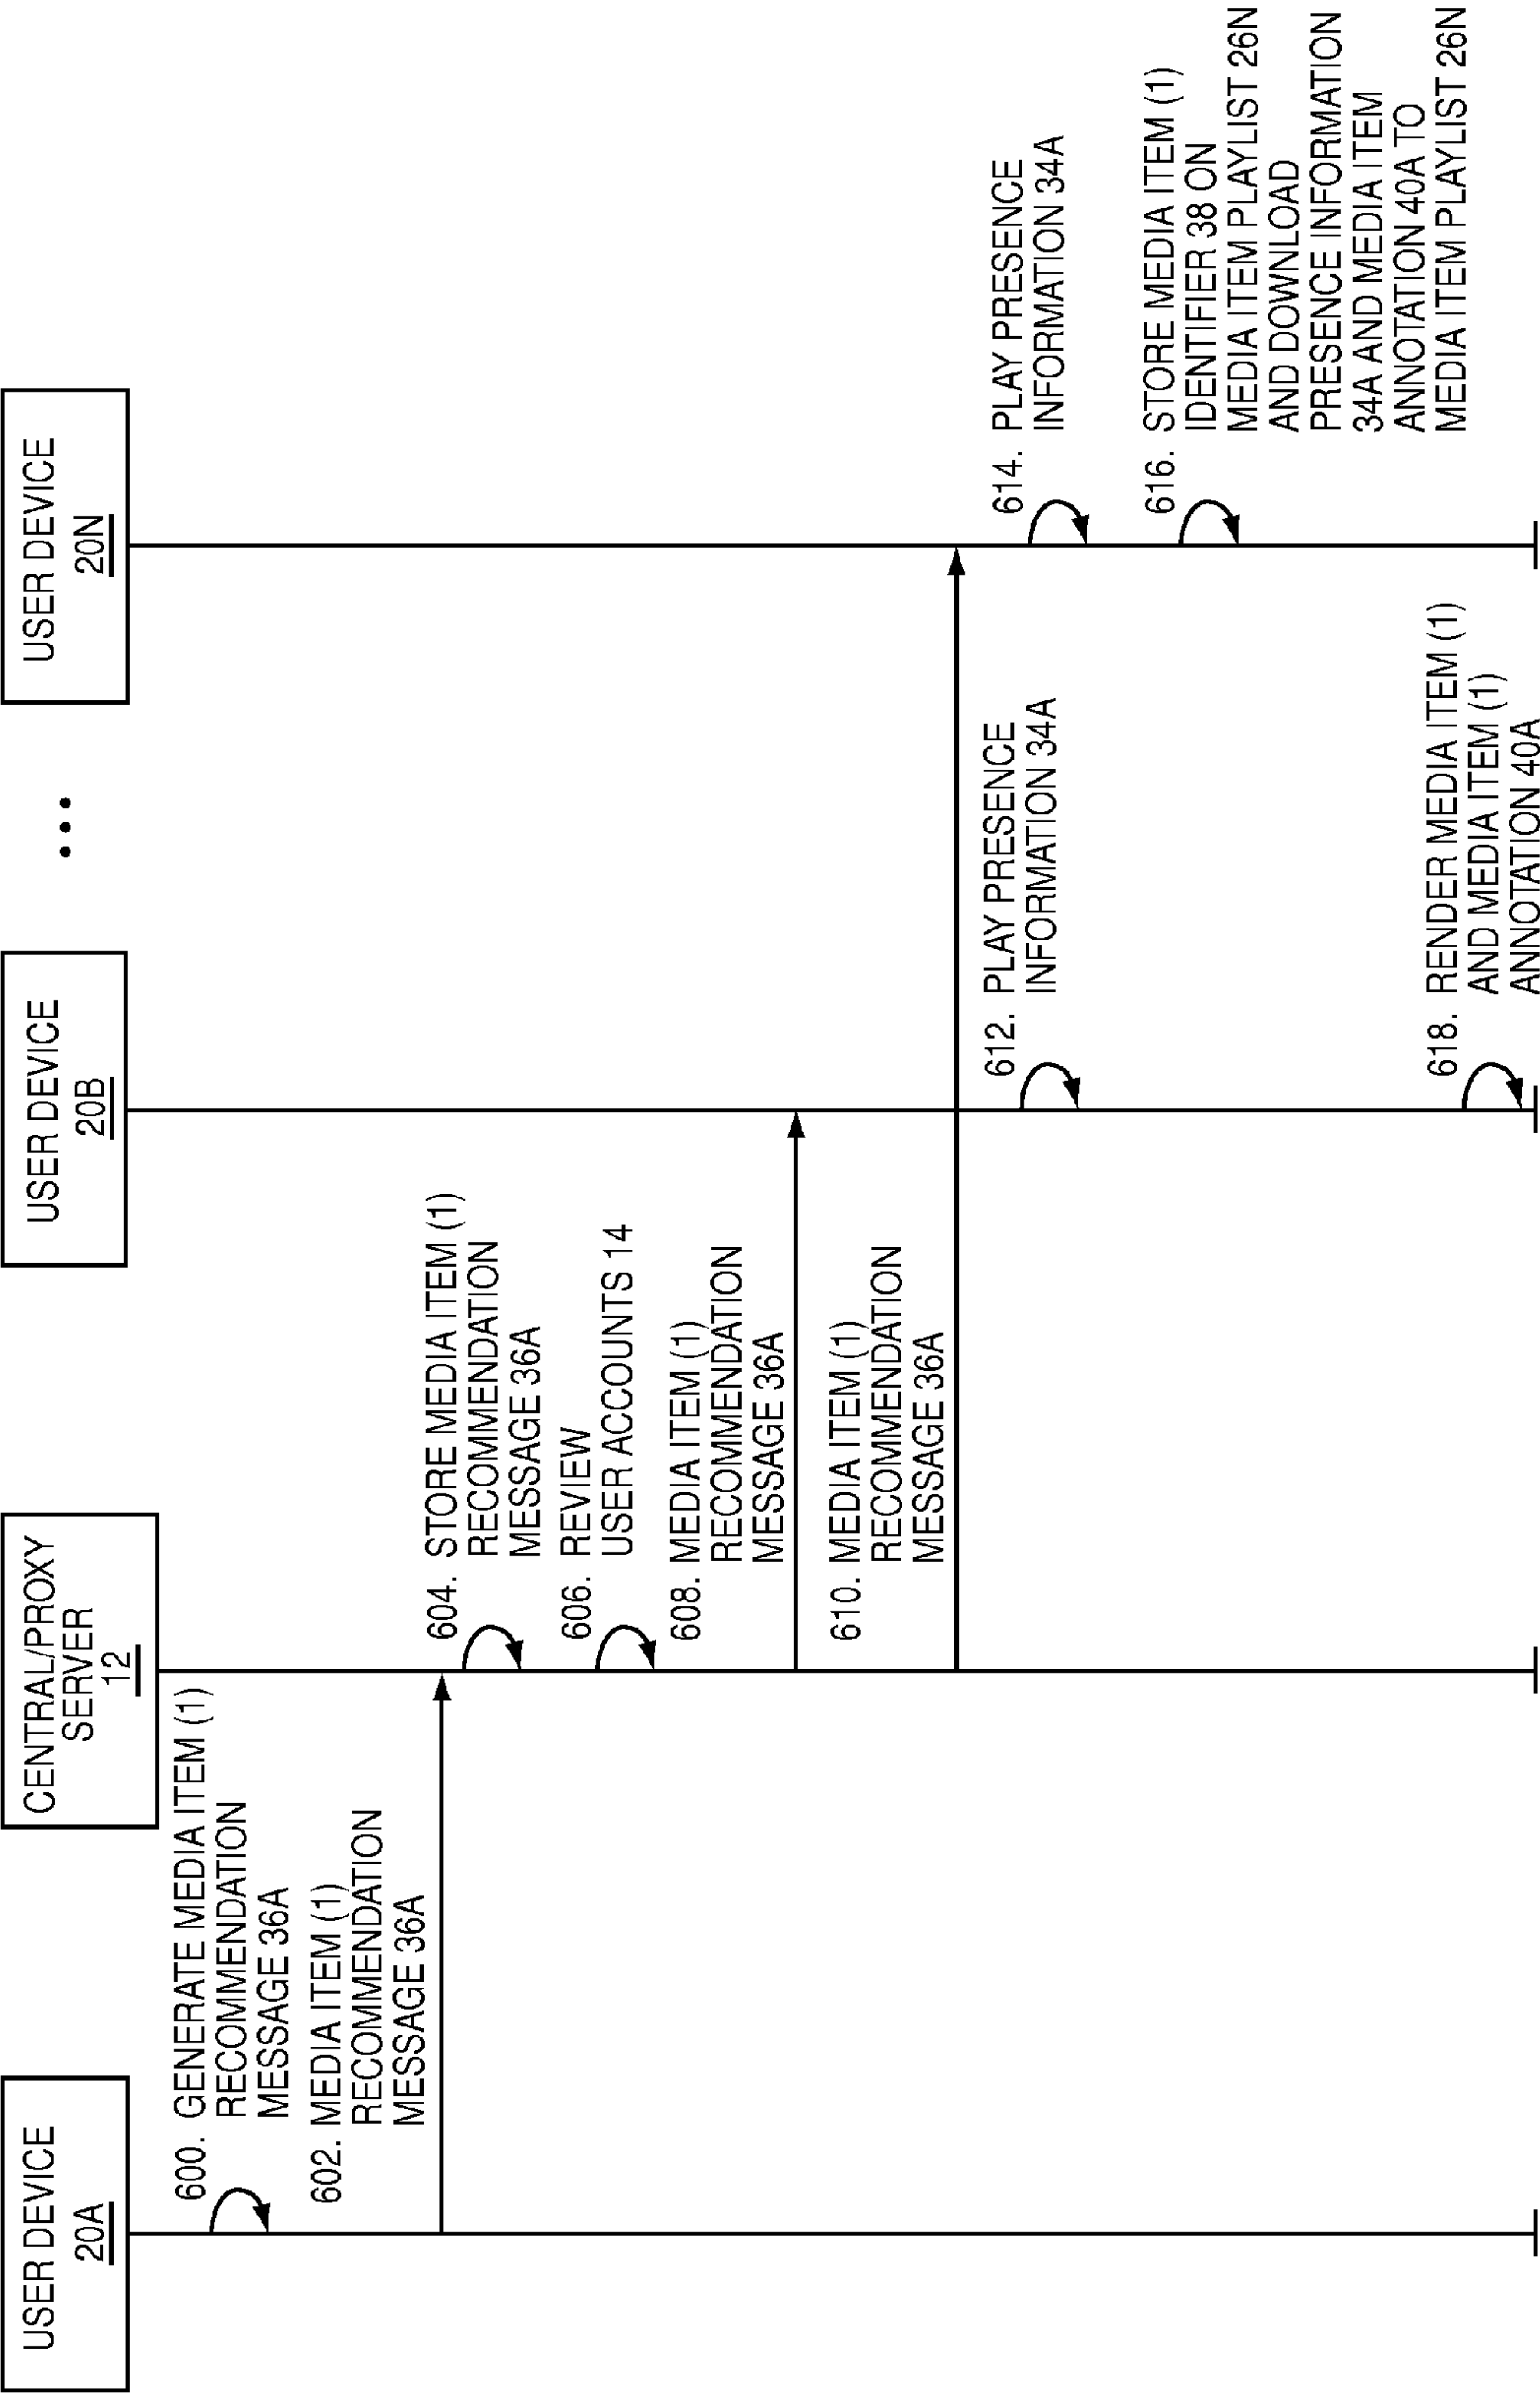 USER DEVICE
20A
CENTRAL/PROXY
SERVER
12
USER DEVICE
20B
...
USER DEVICE
20N
600. GENERATE MEDIA ITEM (1)
RECOMMENDATION
MESSAGE 36A
602. MEDIA ITEM (1)
RECOMMENDATION
MESSAGE 36A
604. STORE MEDIA ITEM (1)
RECOMMENDATION
MESSAGE 36A
606. REVIEW
USER ACCOUNTS 14
608. MEDIA ITEM (1)
RECOMMENDATION
MESSAGE 36A
610. MEDIA ITEM (1)
RECOMMENDATION
MESSAGE 36A
612. PLAY PRESENCE
INFORMATION 34A
614. PLAY PRESENCE
INFORMATION 34A
616. STORE MEDIA ITEM (1)
IDENTIFIER 38 ON
MEDIA ITEM PLAYLIST 26N
AND DOWNLOAD
PRESENCE INFORMATION
34A AND MEDIA ITEM
ANNOTATION 40A TO
MEDIA ITEM PLAYLIST 26N
618. RENDER MEDIA ITEM (1)
AND MEDIA ITEM (1)
ANNOTATION 40A